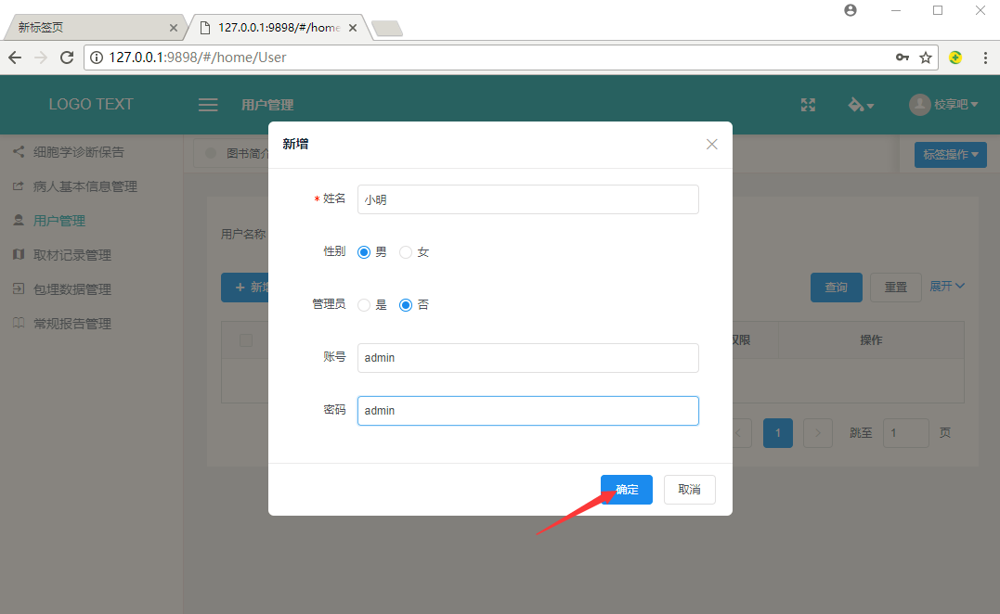 新标签页
127.0.0.1:9898/#/home
127.0.0.1:9898/#/home/User
LOGO TEXT
用户管理
校享吧
细胞学诊断保告
病人基本信息管理
用户管理
取材记录管理
包埋数据管理
常规报告管理
图书简介
标签操作
用户名称
+ 新增
查询
重置
展开
权限
操作
1
跳至
1
页
新增
* 姓名
小明
性别
男
女
管理员
是
否
账号
admin
密码
admin
确定
取消